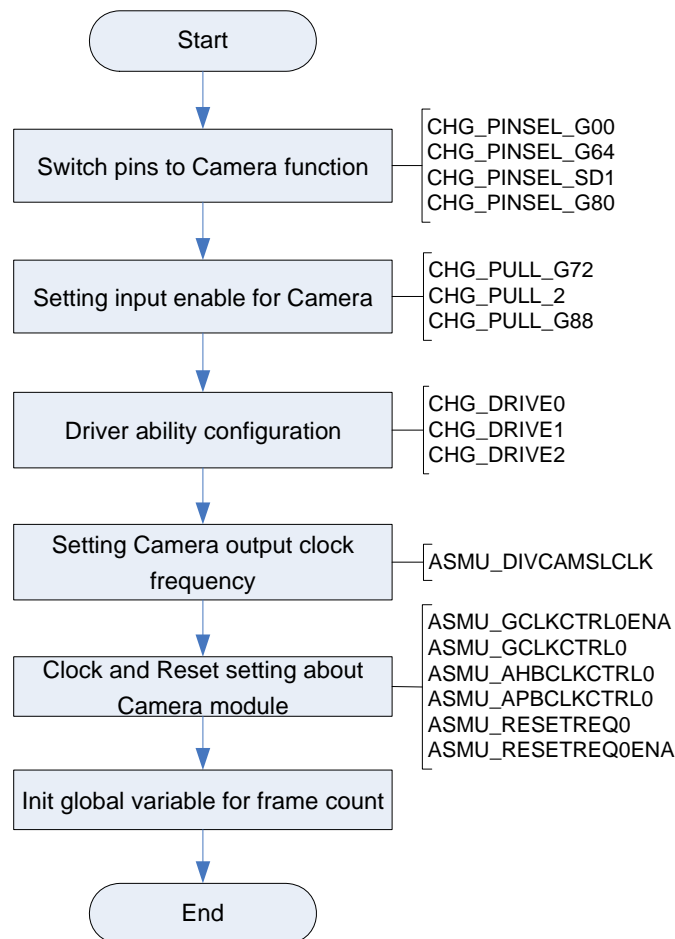 Start
Switch pins to Camera function
CHG_PINSEL_G00
CHG_PINSEL_G64
CHG_PINSEL_SD1
CHG_PINSEL_G80
Setting input enable for Camera
CHG_PULL_G72
CHG_PULL_2
CHG_PULL_G88
Driver ability configuration
CHG_DRIVE0
CHG_DRIVE1
CHG_DRIVE2
Setting Camera output clock
frequency
ASMU_DIVCAMSLCLK
Clock and Reset setting about
Camera module
ASMU_GCLKCTRL0ENA
ASMU_GCLKCTRL0
ASMU_AHBCLKCTRL0
ASMU_APBCLKCTRL0
ASMU_RESETREQ0
ASMU_RESETREQ0ENA
Init global variable for frame count
End